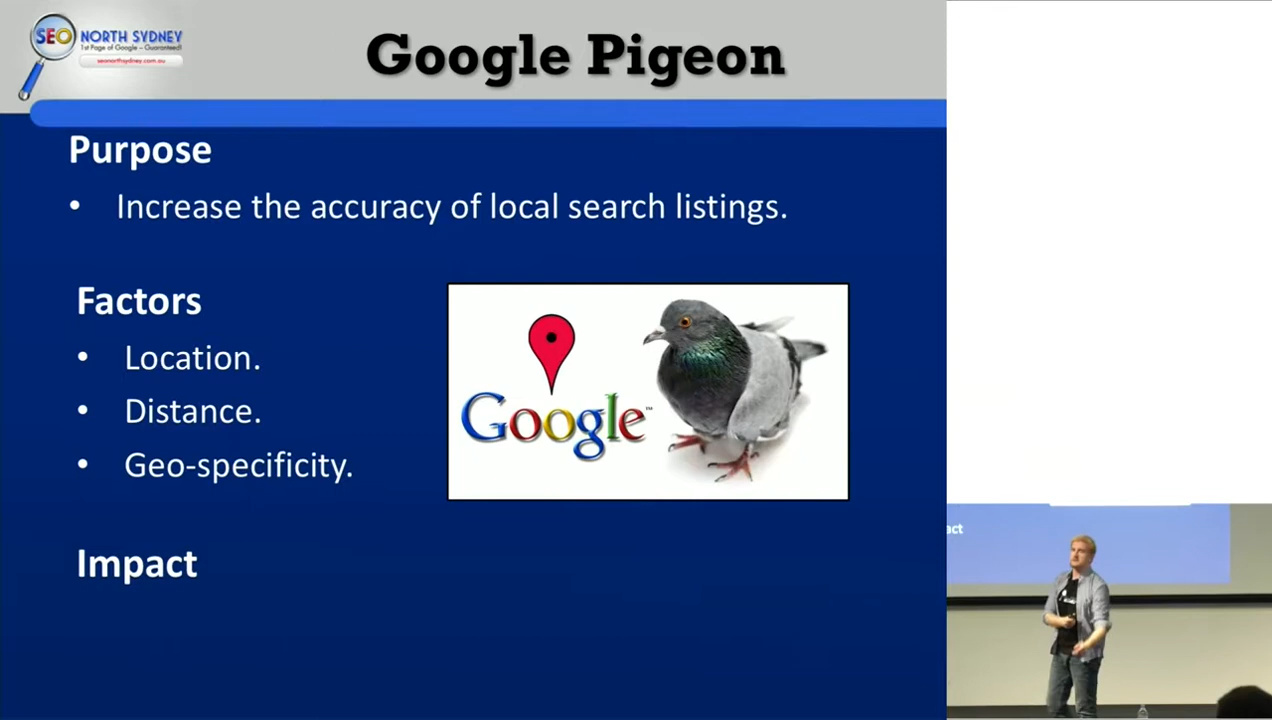 SEO NORTH SYDNEY
1st Page of Google – Guaranteed!
seonorthsydney.com.au
Google Pigeon
Purpose
• Increase the accuracy of local search listings.
Factors
• Location.
• Distance.
• Geo-specificity.
Google™
Impact
act